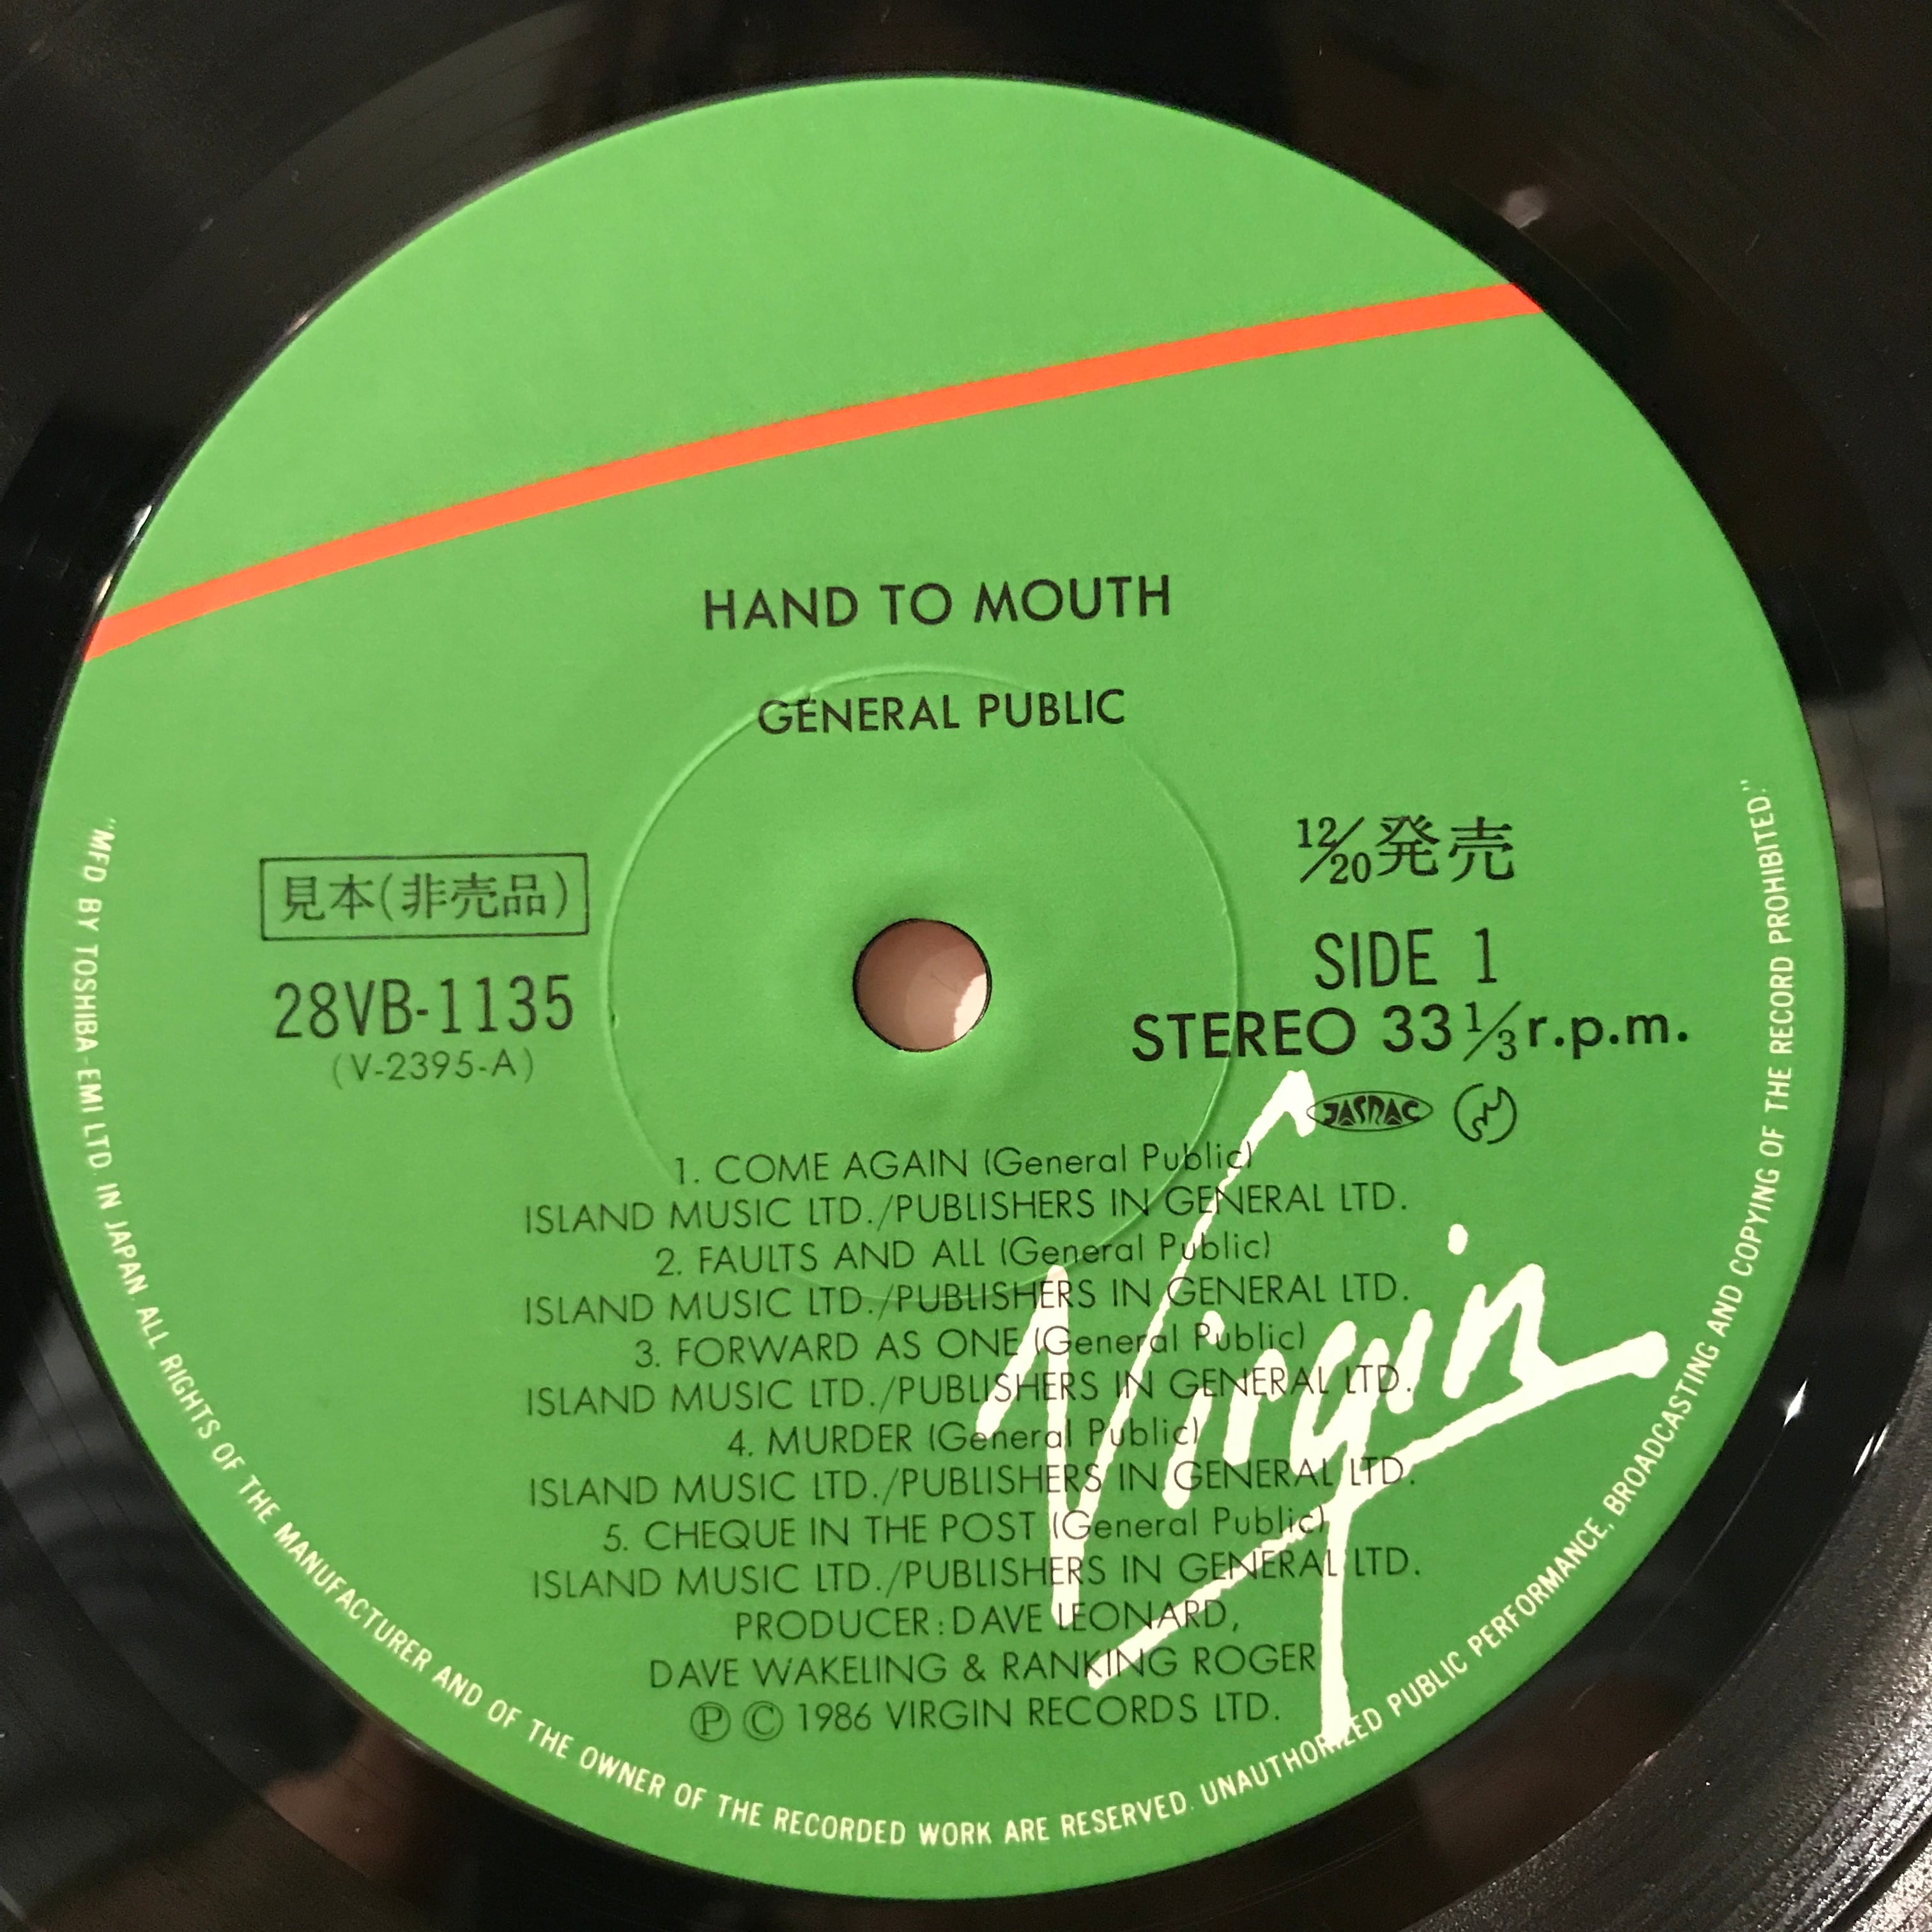 HAND TO MOUTH
GENERAL PUBLIC
見本(非売品)
28VB-1135
(V-2395-A)
12/20発売
SIDE 1
STEREO 33 1/3 r.p.m.
JASRAC
1. COME AGAIN (General Public)
ISLAND MUSIC LTD./PUBLISHERS IN GENERAL LTD.
2. FAULTS AND ALL (General Public)
ISLAND MUSIC LTD./PUBLISHERS IN GENERAL LTD.
3. FORWARD AS ONE (General Public)
ISLAND MUSIC LTD./PUBLISHERS IN GENERAL LTD.
4. MURDER (General Public)
ISLAND MUSIC LTD./PUBLISHERS IN GENERAL LTD.
5. CHEQUE IN THE POST (General Public)
ISLAND MUSIC LTD./PUBLISHERS IN GENERAL LTD.
PRODUCER:DAVE LEONARD,
DAVE WAKELING & RANKING ROGER
Ⓟ Ⓒ 1986 VIRGIN RECORDS LTD.
Virgin
"MFD BY TOSHIBA-EMI LTD. IN JAPAN. ALL RIGHTS OF THE MANUFACTURER AND OF THE OWNER OF THE RECORDED WORK ARE RESERVED. UNAUTHORIZED PUBLIC PERFORMANCE, BROADCASTING AND COPYING OF THE RECORD PROHIBITED."